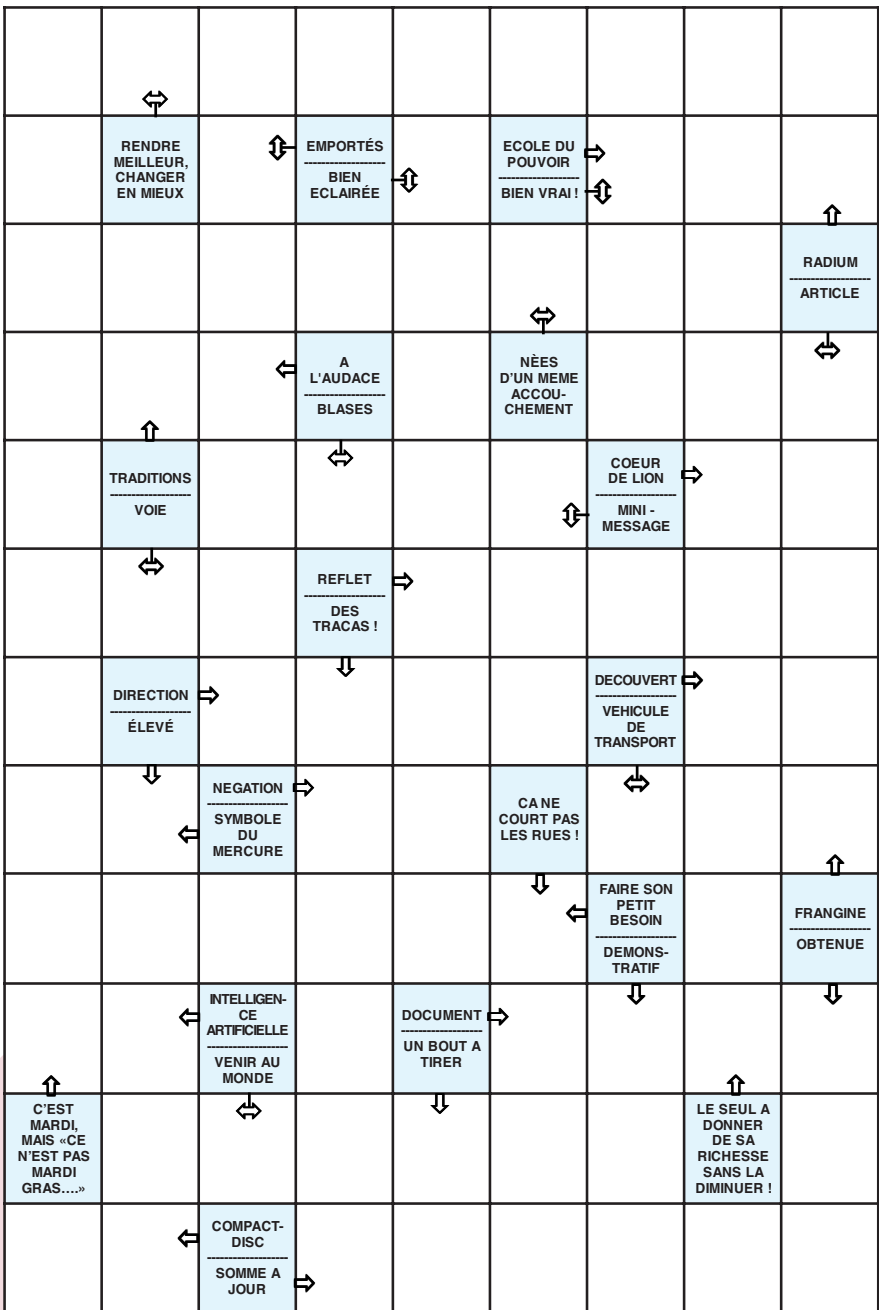 RENDRE
MEILLEUR,
CHANGER
EN MIEUX
EMPORTÉS
--------------------
BIEN
ECLAIRÉE
ECOLE DU
POUVOIR
--------------------
BIEN VRAI !
RADIUM
--------------------
ARTICLE
A
L'AUDACE
--------------------
BLASES
NÈES
D'UN MEME
ACCOU-
CHEMENT
TRADITIONS
--------------------
VOIE
COEUR
DE LION
--------------------
MINI -
MESSAGE
REFLET
--------------------
DES
TRACAS !
DIRECTION
--------------------
ÉLEVÉ
DECOUVERT
--------------------
VEHICULE
DE
TRANSPORT
NEGATION
--------------------
SYMBOLE
DU
MERCURE
CA NE
COURT PAS
LES RUES !
FAIRE SON
PETIT
BESOIN
--------------------
DEMONS-
TRATIF
FRANGINE
--------------------
OBTENUE
INTELLIGEN-
CE
ARTIFICIELLE
--------------------
VENIR AU
MONDE
DOCUMENT
--------------------
UN BOUT A
TIRER
C'EST
MARDI,
MAIS «CE
N'EST PAS
MARDI
GRAS....»
LE SEUL A
DONNER
DE SA
RICHESSE
SANS LA
DIMINUER !
COMPACT-
DISC
--------------------
SOMME A
JOUR